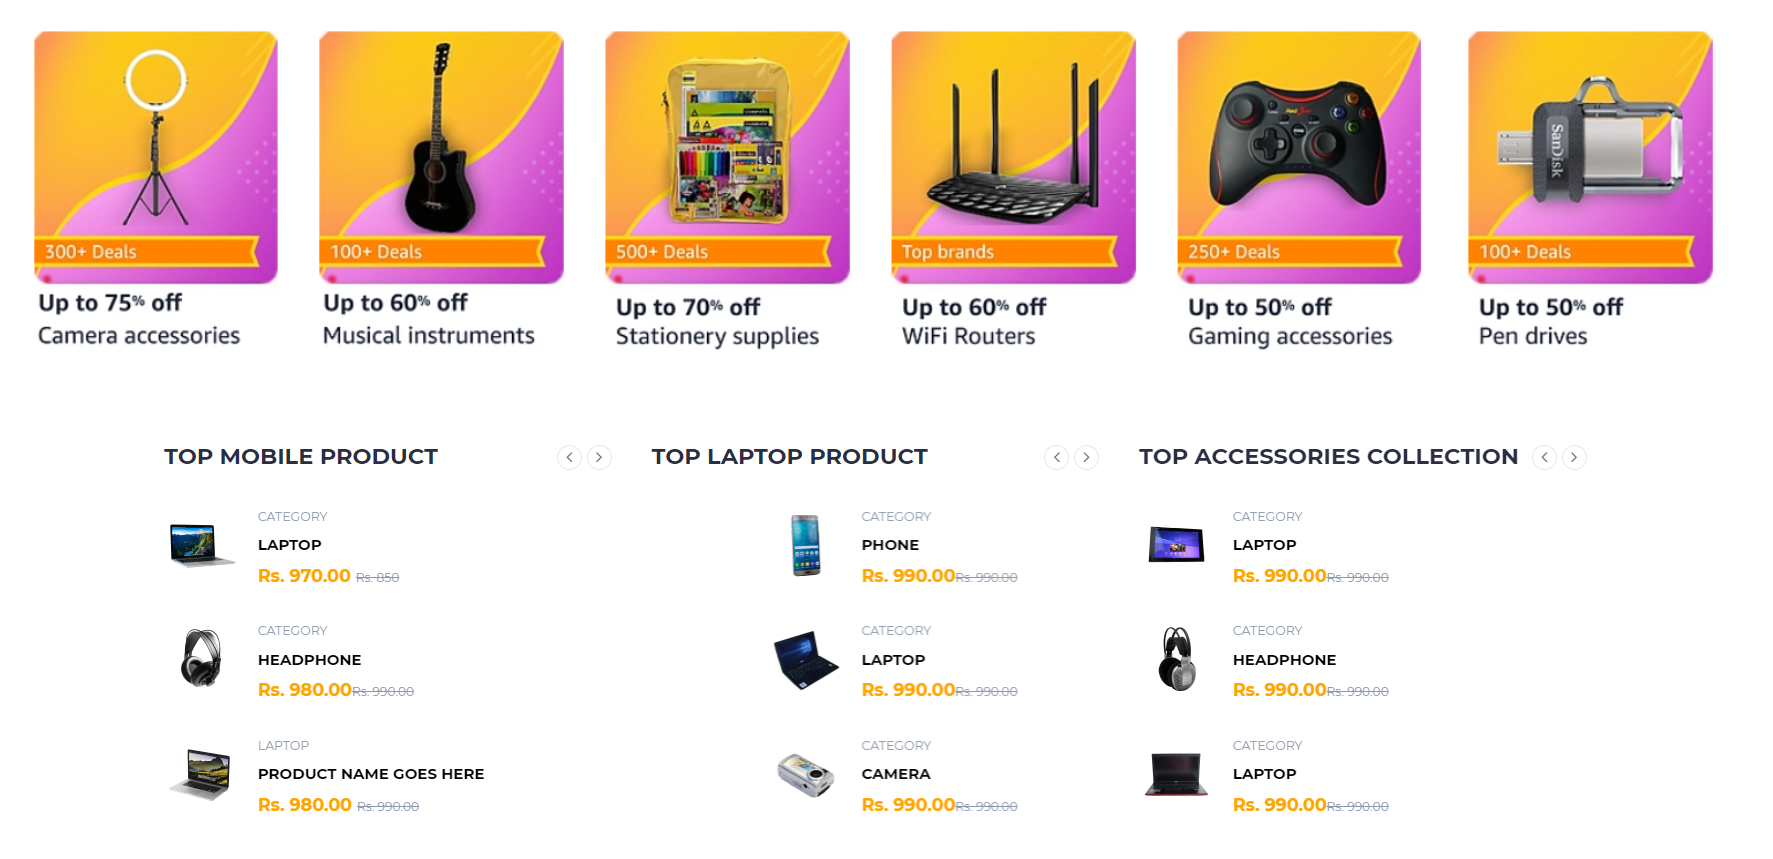 300+ Deals
Up to 75% off
Camera accessories
100+ Deals
Up to 60% off
Musical instruments
500+ Deals
Up to 70% off
Stationery supplies
Top brands
Up to 60% off
WiFi Routers
250+ Deals
Up to 50% off
Gaming accessories
SanDisk
100+ Deals
Up to 50% off
Pen drives
TOP MOBILE PRODUCT
CATEGORY
LAPTOP
Rs. 970.00 Rs. 850
CATEGORY
HEADPHONE
Rs. 980.00 Rs. 990.00
LAPTOP
PRODUCT NAME GOES HERE
Rs. 980.00 Rs. 990.00
TOP LAPTOP PRODUCT
CATEGORY
PHONE
Rs. 990.00 Rs. 990.00
CATEGORY
LAPTOP
Rs. 990.00 Rs. 990.00
CATEGORY
CAMERA
Rs. 990.00 Rs. 990.00
TOP ACCESSORIES COLLECTION
CATEGORY
LAPTOP
Rs. 990.00 Rs. 990.00
CATEGORY
HEADPHONE
Rs. 990.00 Rs. 990.00
CATEGORY
LAPTOP
Rs. 990.00 Rs. 990.00